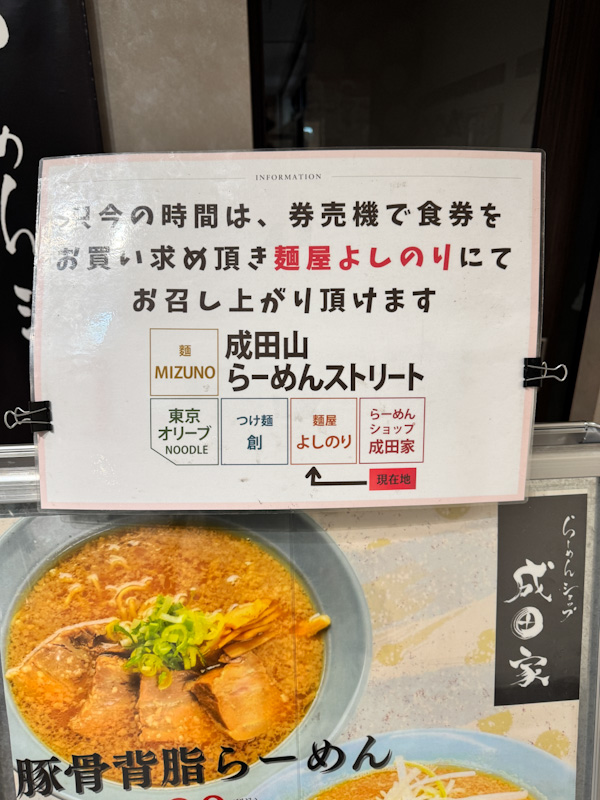 INFORMATION
只今の時間は、券売機で食券を
お買い求め頂き麺屋よしのりにて
お召し上がり頂けます
麺
MIZUNO
成田山
らーめんストリート
東京
オリーブ
NOODLE
つけ麺
創
麺屋
よしのり
らーめん
ショップ
成田家
現在地
らーめんショップ
成田家
豚骨背脂らーめん